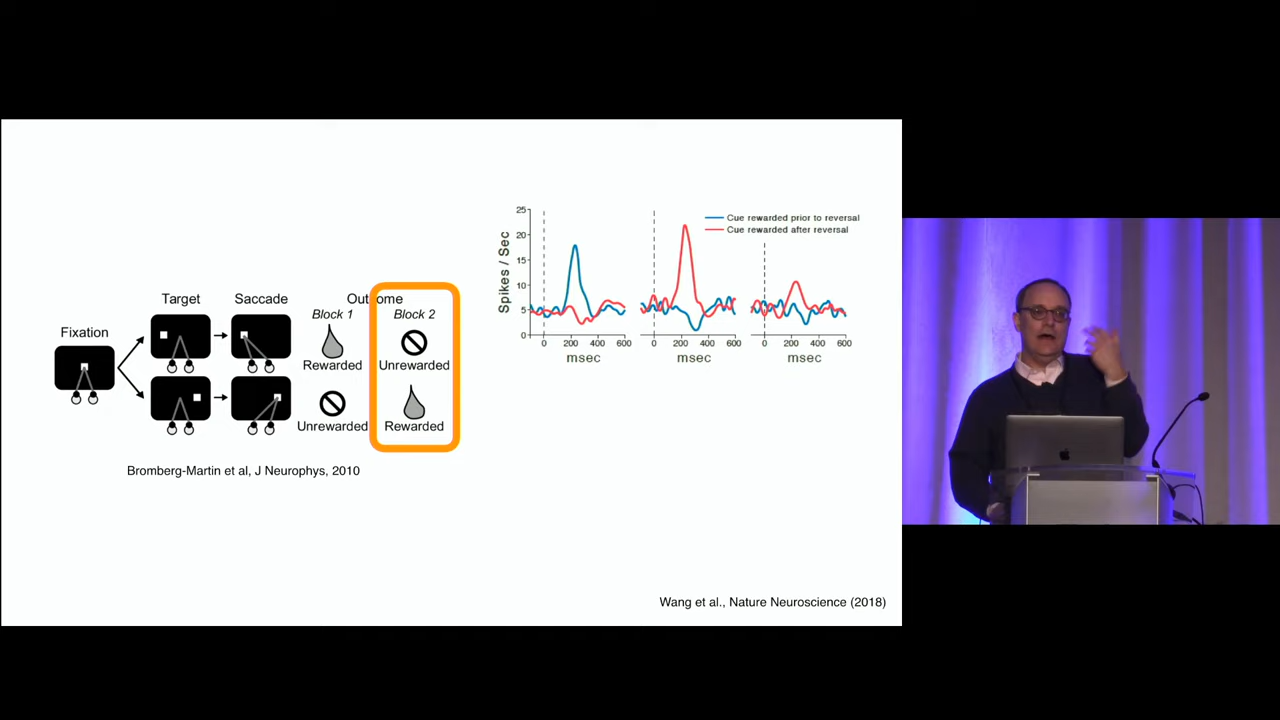 Fixation
Target
Saccade
Outcome
Block 1
Block 2
Rewarded
Unrewarded
Unrewarded
Rewarded
Bromberg-Martin et al, J Neurophys, 2010
Spikes / Sec
25
20
15
10
5
0
Cue rewarded prior to reversal
Cue rewarded after reversal
0 200 400 600
0 200 400 600
0 200 400 600
msec
msec
msec
Wang et al., Nature Neuroscience (2018)